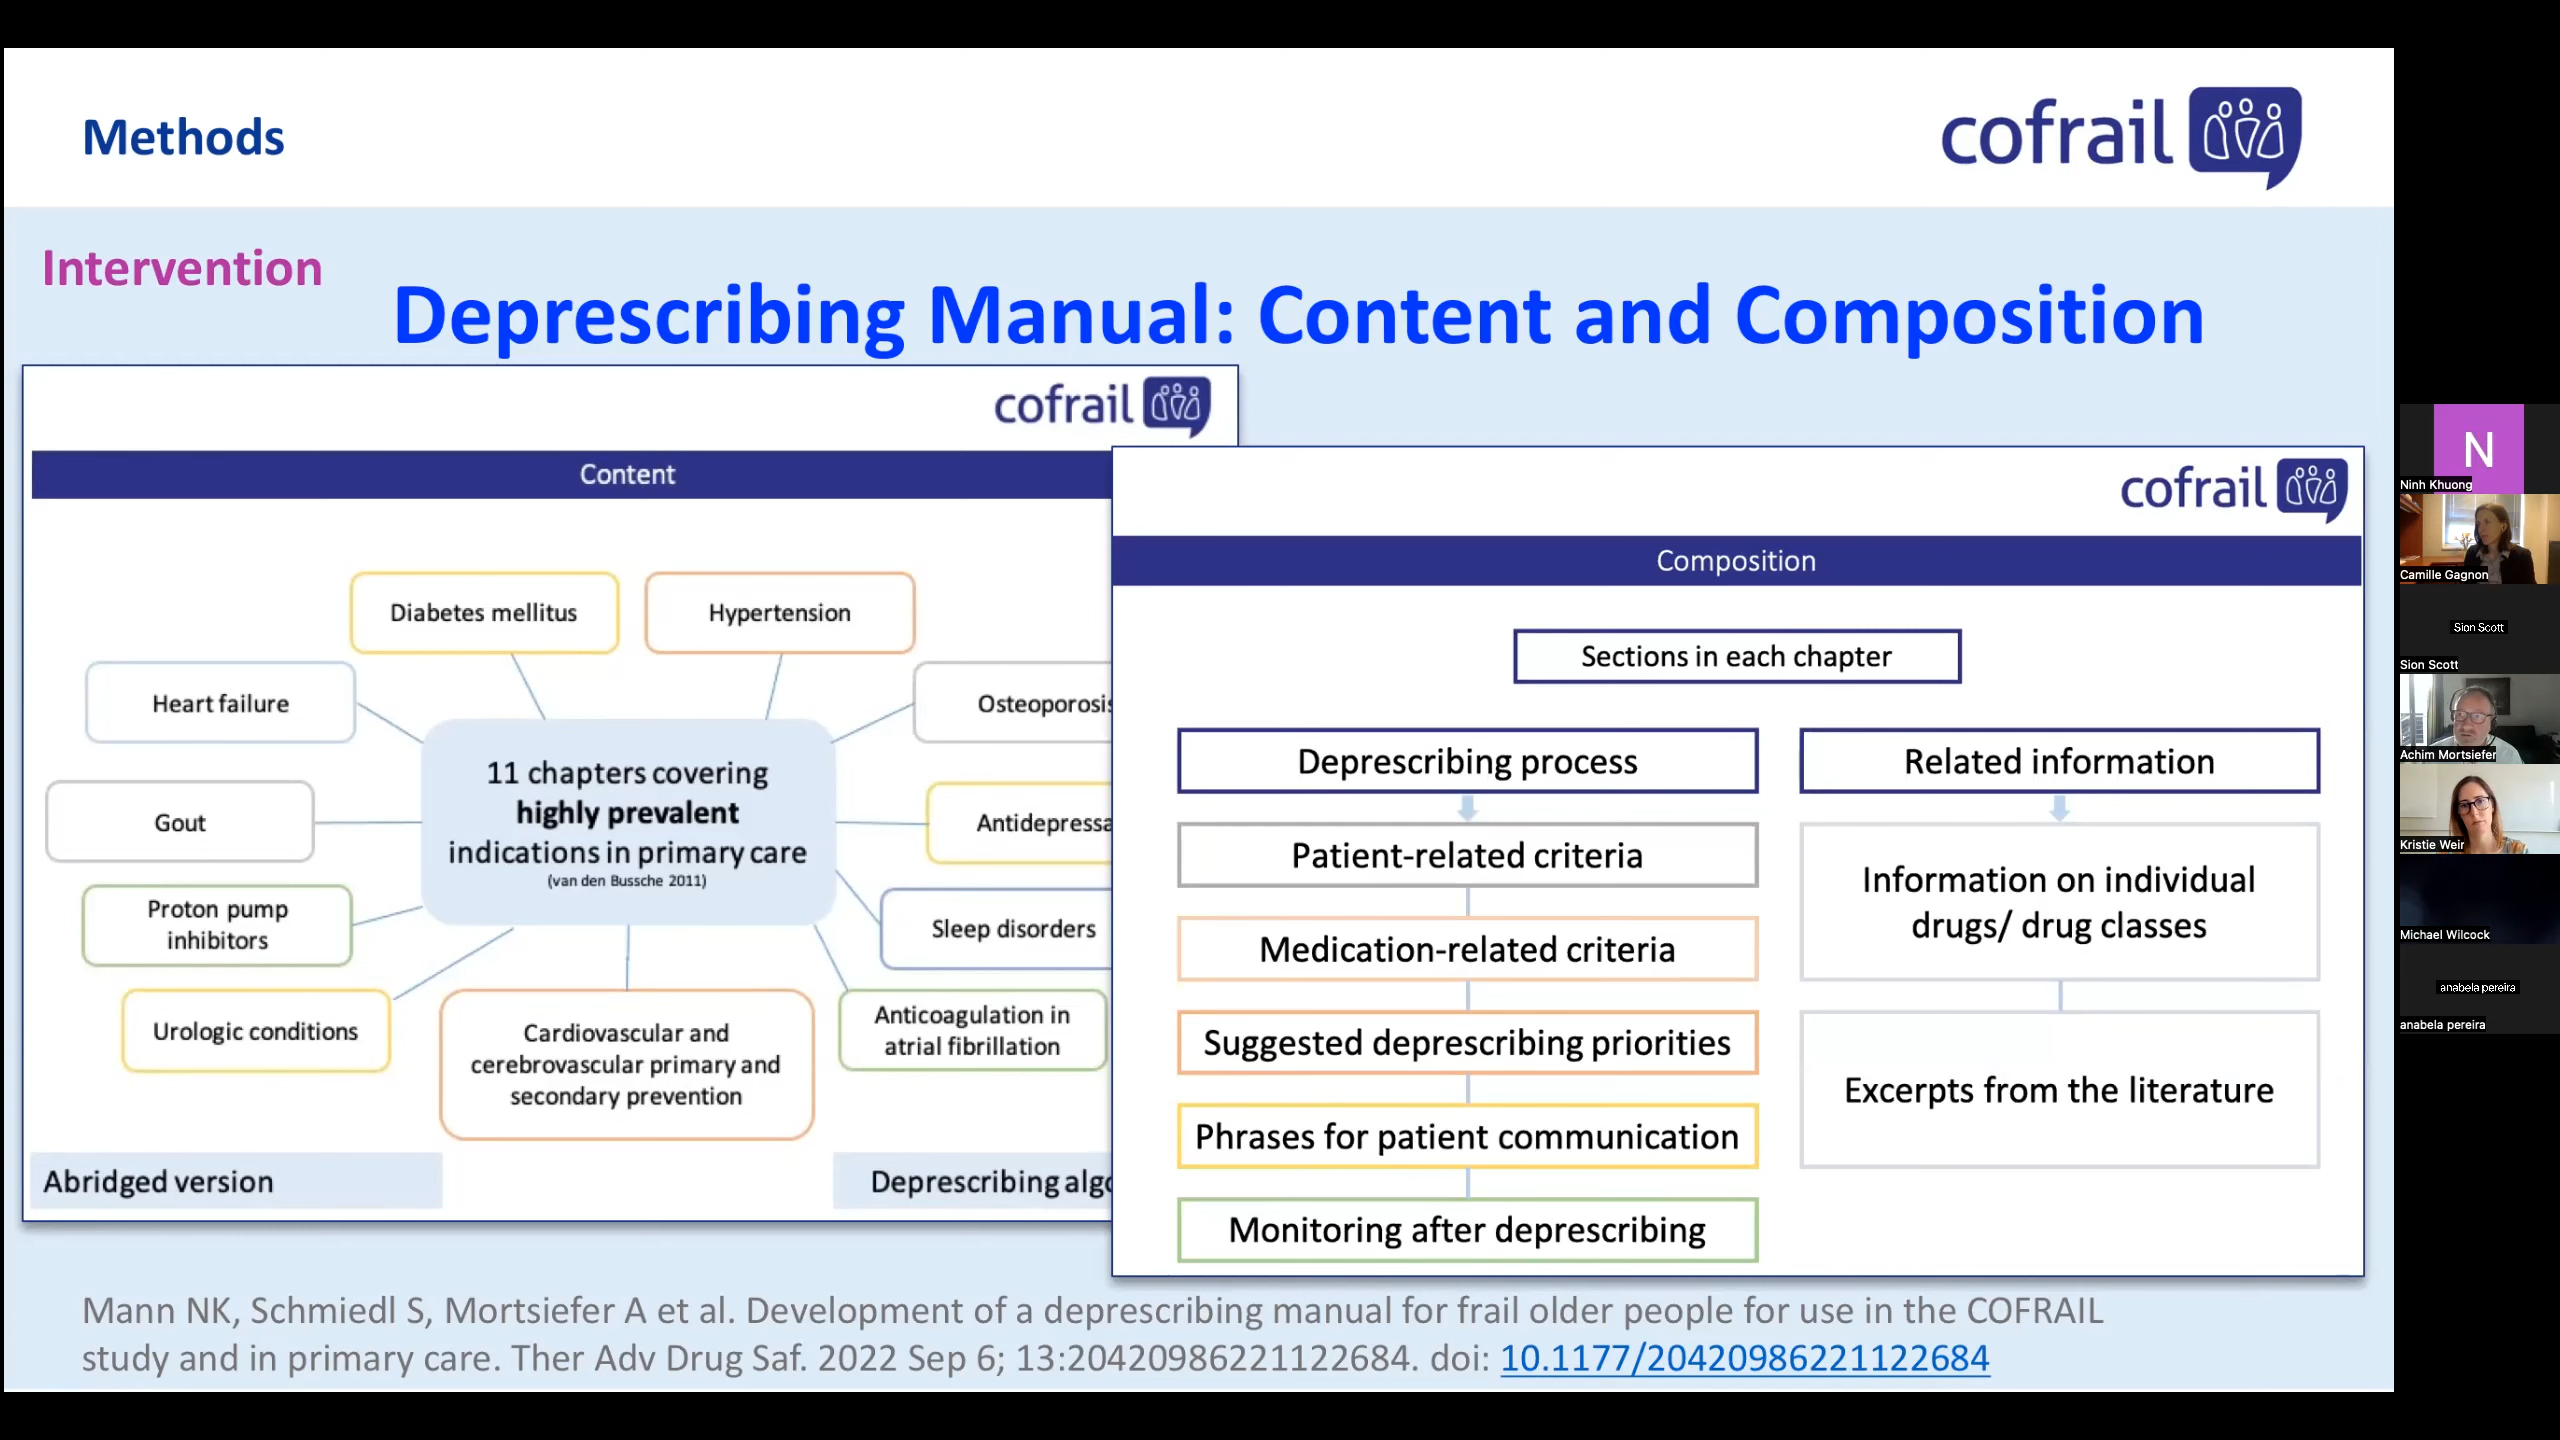 Methods
cofrail
Intervention
Deprescribing Manual: Content and Composition
cofrail
Content
Diabetes mellitus
Hypertension
Heart failure
Osteoporosis
Gout
11 chapters covering
highly prevalent
indications in primary care
(van den Bussche 2011)
Antidepressa
Proton pump
inhibitors
Sleep disorders
Urologic conditions
Cardiovascular and
cerebrovascular primary and
secondary prevention
Anticoagulation in
atrial fibrillation
Abridged version
Deprescribing algo
cofrail
Composition
Sections in each chapter
Deprescribing process
Patient-related criteria
Medication-related criteria
Suggested deprescribing priorities
Phrases for patient communication
Monitoring after deprescribing
Related information
Information on individual
drugs/ drug classes
Excerpts from the literature
Mann NK, Schmiedl S, Mortsiefer A et al. Development of a deprescribing manual for frail older people for use in the COFRAIL
study and in primary care. Ther Adv Drug Saf. 2022 Sep 6; 13:20420986221122684. doi: 10.1177/20420986221122684
N
Ninh Khuong
Camille Gagnon
Sion Scott
Sion Scott
Achim Mortsiefer
Kristie Weir
Michael Wilcock
anabela pereira
anabela pereira